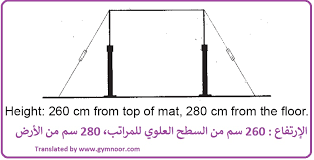 Height: 260 cm from top of mat, 280 cm from the floor.
الإرتفاع : 260 سم من السطح العلوي للمراتب، 280 سم من الأرض
Translated by www.gymnoor.com